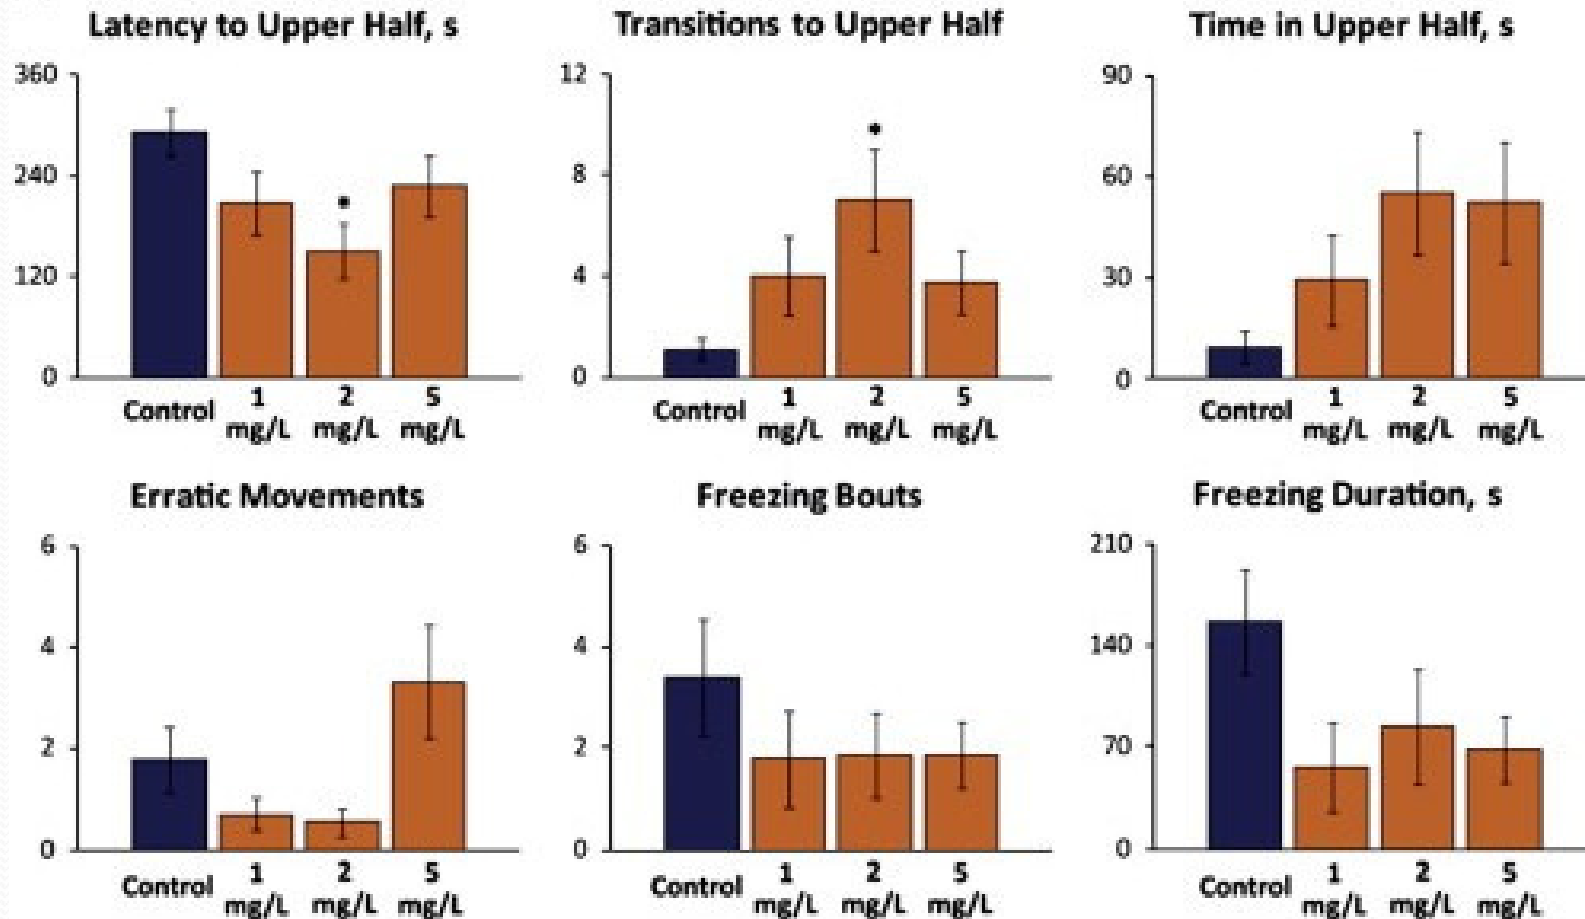 Latency to Upper Half, s
360
240
120
0
Control
1 mg/L
2 mg/L
5 mg/L
Transitions to Upper Half
12
8
4
0
Control
1 mg/L
2 mg/L
5 mg/L
Time in Upper Half, s
90
60
30
0
Control
1 mg/L
2 mg/L
5 mg/L
Erratic Movements
6
4
2
0
Control
1 mg/L
2 mg/L
5 mg/L
Freezing Bouts
6
4
2
0
Control
1 mg/L
2 mg/L
5 mg/L
Freezing Duration, s
210
140
70
0
Control
1 mg/L
2 mg/L
5 mg/L